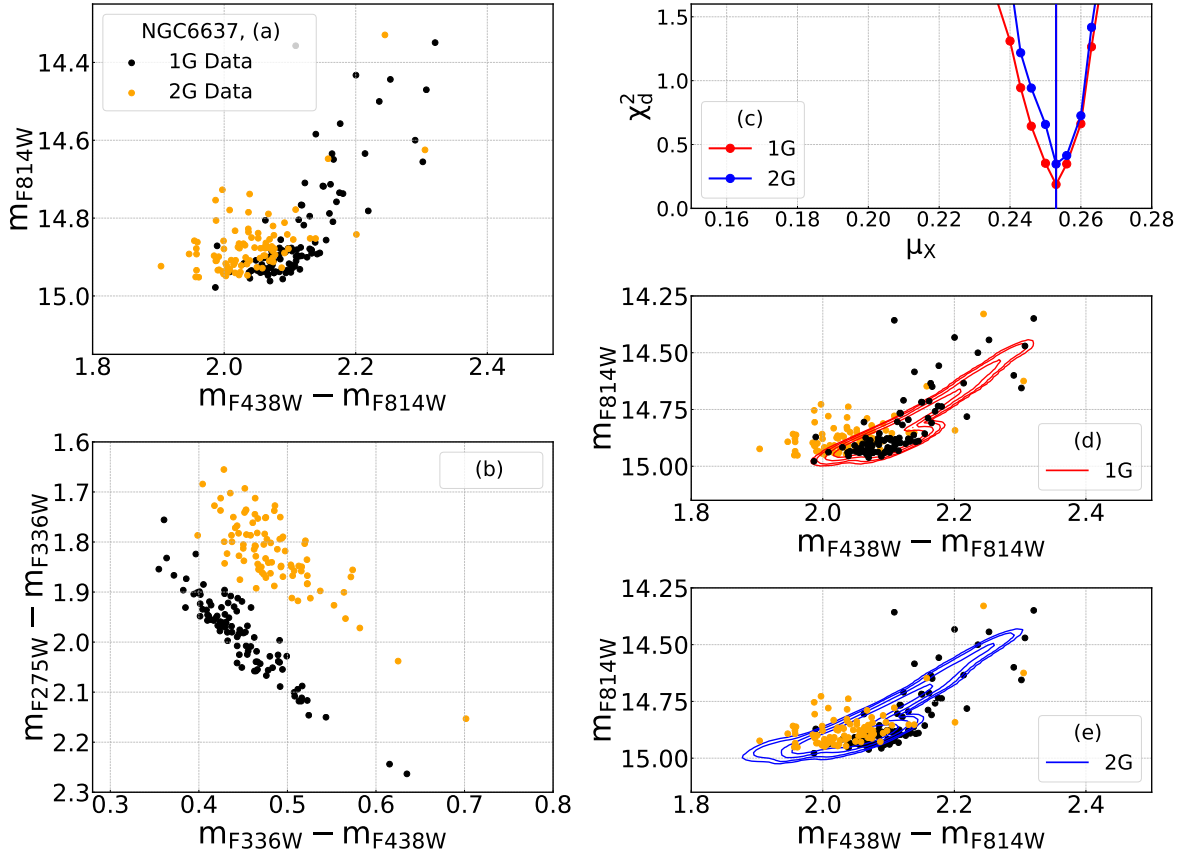 NGC6637, (a)
1G Data
2G Data
14.4
14.6
14.8
15.0
m_F814W
1.8 2.0 2.2 2.4
m_F438W − m_F814W
(b)
1.6
1.7
1.8
1.9
2.0
2.1
2.2
2.3
m_F275W − m_F336W
0.3 0.4 0.5 0.6 0.7 0.8
m_F336W − m_F438W
(c)
1G
2G
1.5
1.0
0.5
0.0
χ²_d
0.16 0.18 0.20 0.22 0.24 0.26 0.28
μ_X
14.25
14.50
14.75
15.00
m_F814W
(d)
1G
1.8 2.0 2.2 2.4
m_F438W − m_F814W
14.25
14.50
14.75
15.00
m_F814W
(e)
2G
1.8 2.0 2.2 2.4
m_F438W − m_F814W